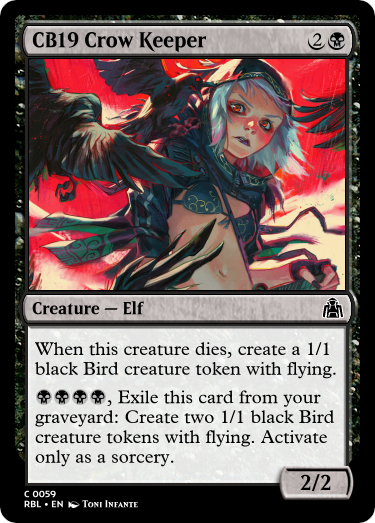 CB19 Crow Keeper 2
Creature — Elf
When this creature dies, create a 1/1
black Bird creature token with flying.
, Exile this card from your
graveyard: Create two 1/1 black Bird
creature tokens with flying. Activate
only as a sorcery.
2/2
C 0059
RBL • EN Toni Infante